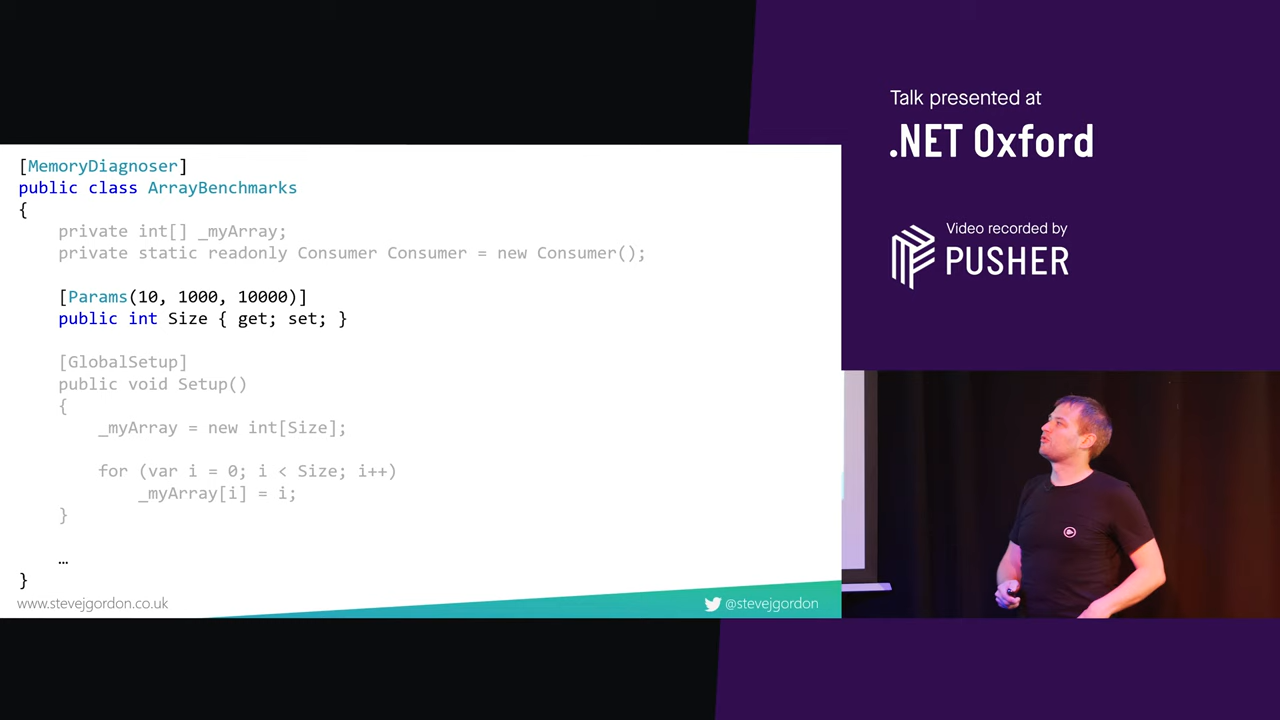 [MemoryDiagnoser]
public class ArrayBenchmarks
{
    private int[] _myArray;
    private static readonly Consumer Consumer = new Consumer();

    [Params(10, 1000, 10000)]
    public int Size { get; set; }

    [GlobalSetup]
    public void Setup()
    {
        _myArray = new int[Size];

        for (var i = 0; i < Size; i++)
            _myArray[i] = i;
    }

    …
}
www.stevejgordon.co.uk
@stevejgordon
Talk presented at
.NET Oxford
Video recorded by
PUSHER